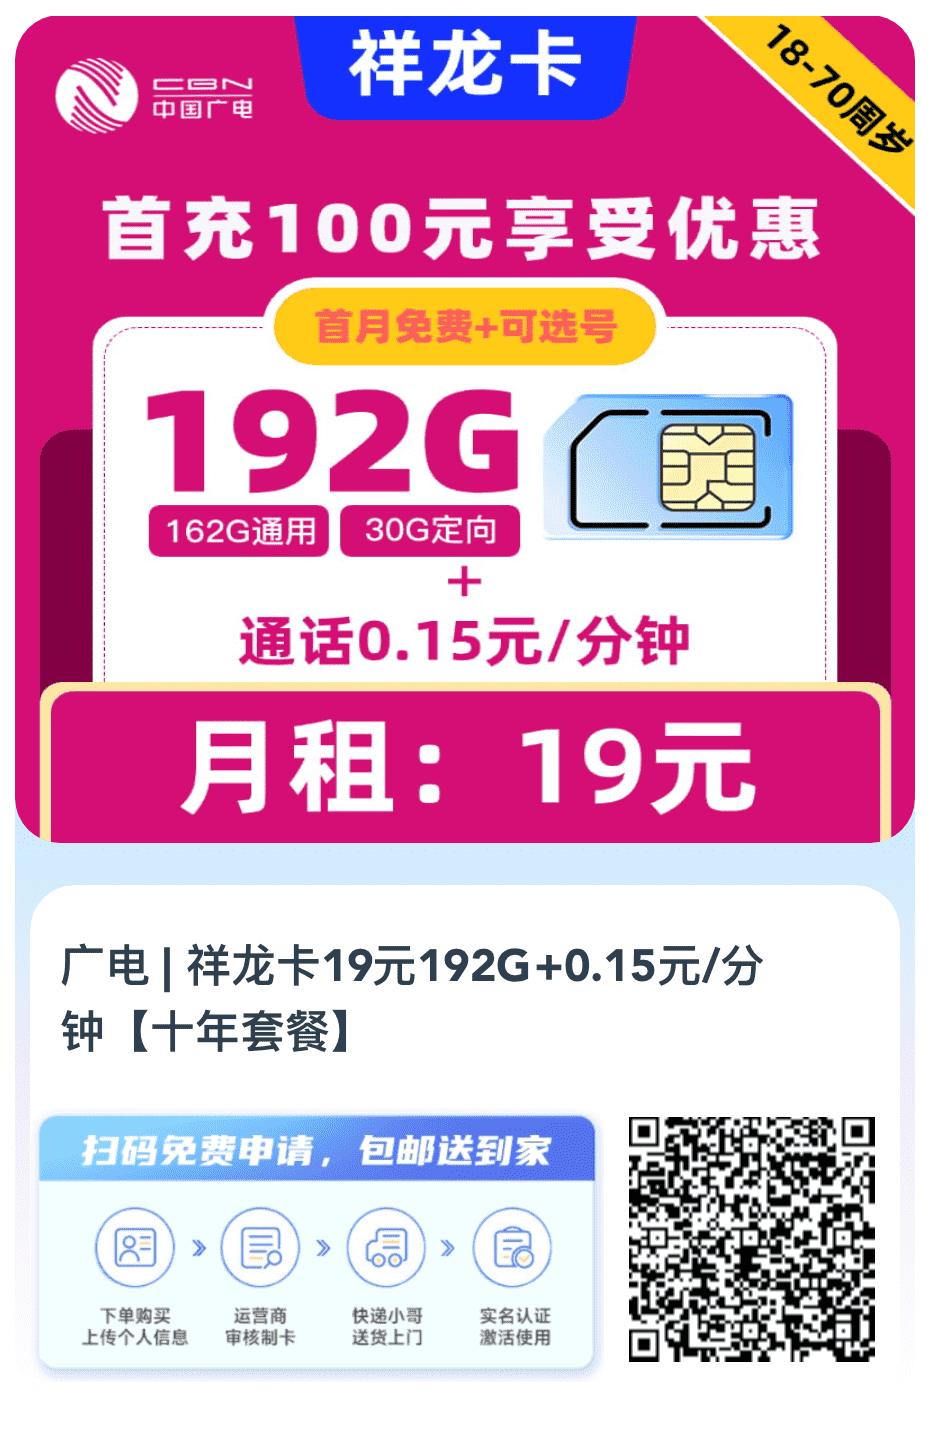 祥龙卡
CBN
中国广电
18-70周岁
首充100元享受优惠
首月免费+可选号
192G
162G通用
30G定向
+
通话0.15元/分钟
月租：19元
广电 | 祥龙卡19元192G+0.15元/分
钟【十年套餐】
扫码免费申请，包邮送到家
下单购买
上传个人信息
运营商
审核制卡
快递小哥
送货上门
实名认证
激活使用